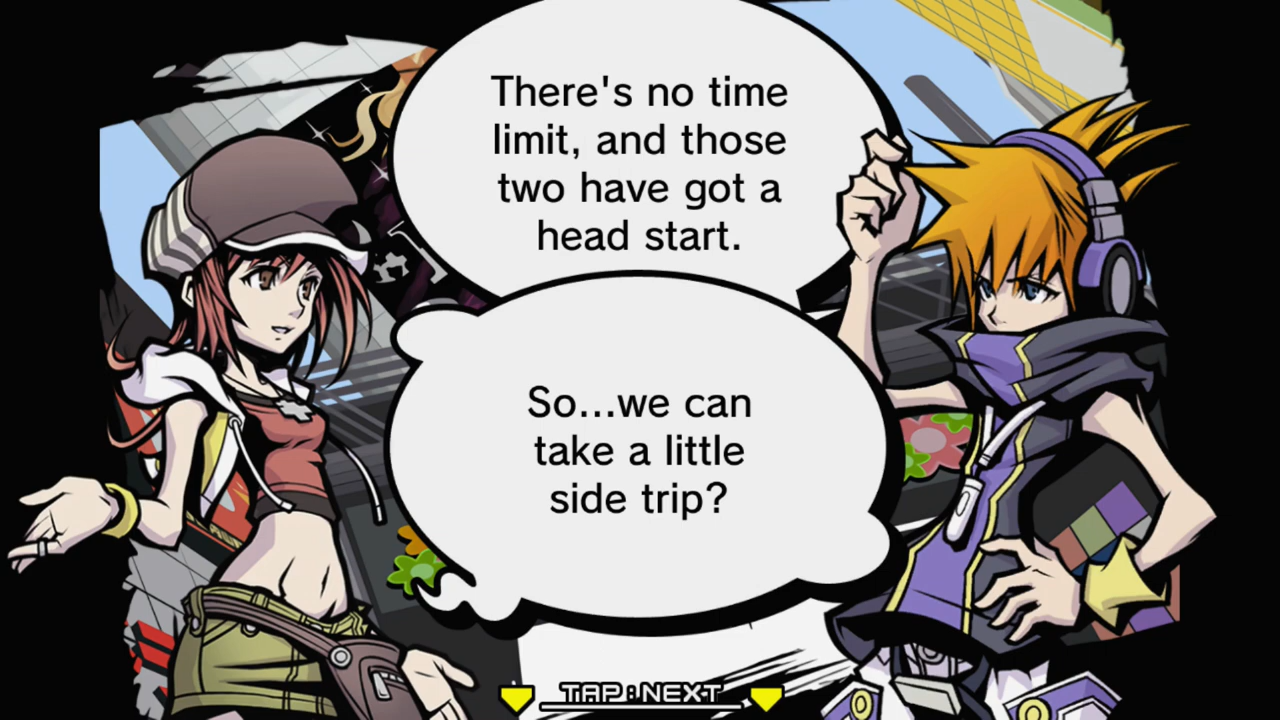 There's no time
limit, and those
two have got a
head start.
So...we can
take a little
side trip?
TAP:NEXT